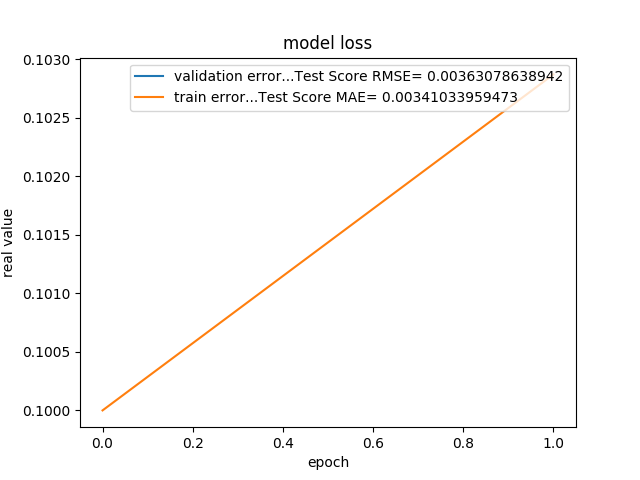 model loss
validation error...Test Score RMSE= 0.00363078638942
train error...Test Score MAE= 0.00341033959473
0.1030
0.1025
0.1020
0.1015
0.1010
0.1005
0.1000
real value
0.0 0.2 0.4 0.6 0.8 1.0
epoch